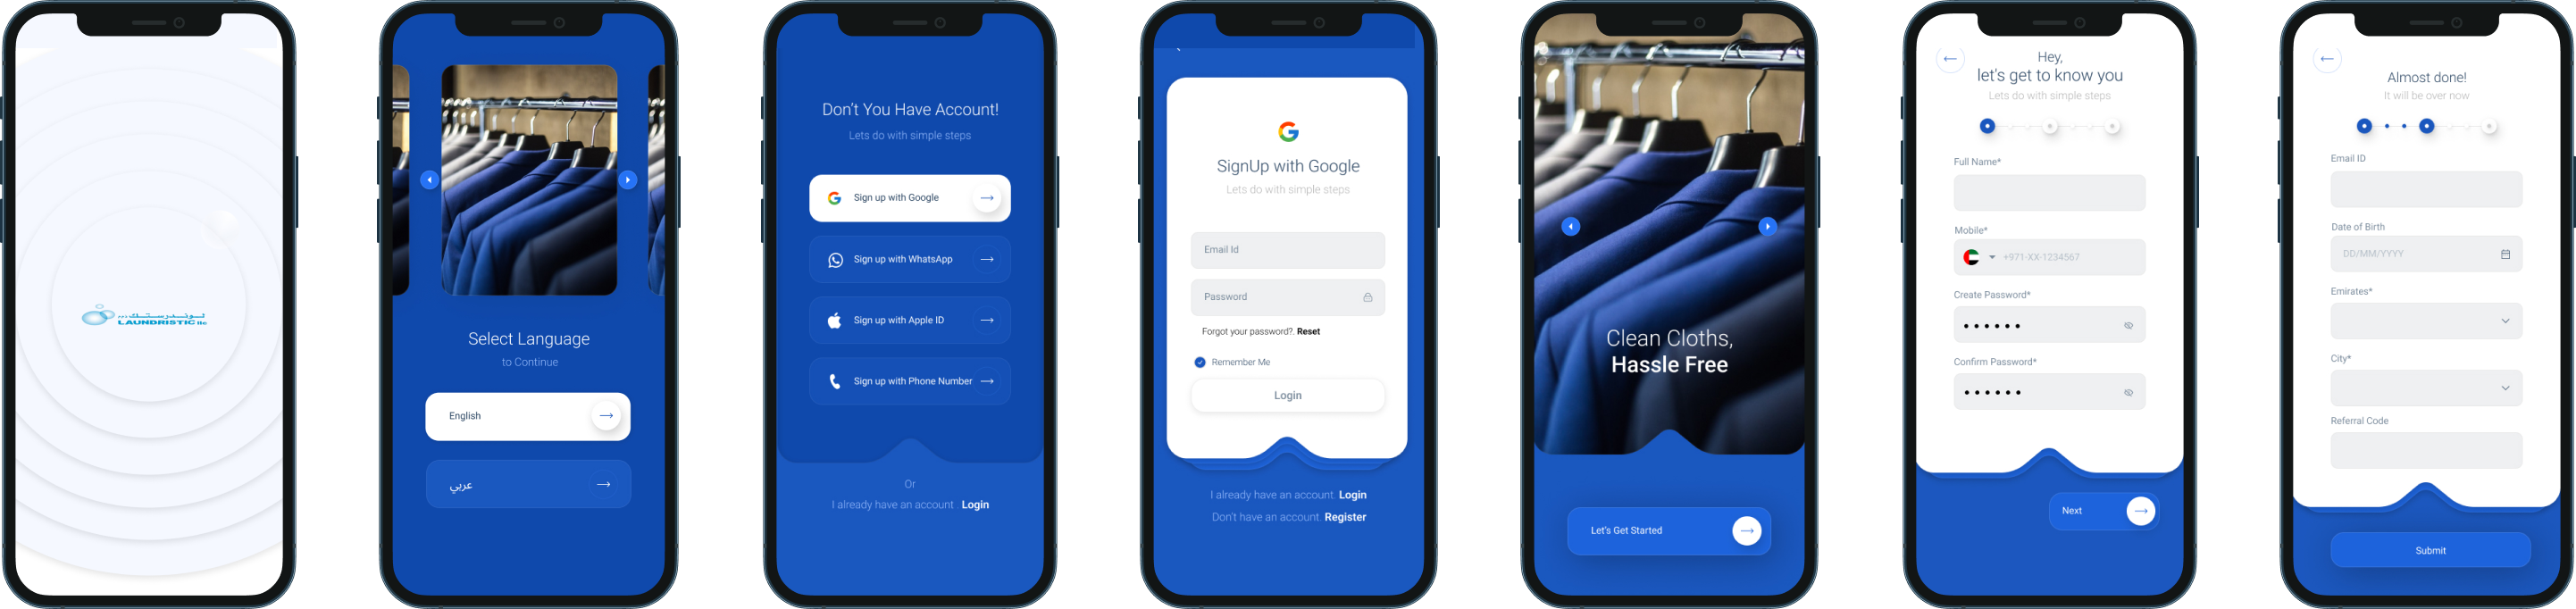 لـونـدرسـتـك...
LAUNDRISTIC llc
Select Language
to Continue
English
عربي
Don't You Have Account!
Lets do with simple steps
Sign up with Google
Sign up with WhatsApp
Sign up with Apple ID
Sign up with Phone Number
Or
I already have an account . Login
SignUp with Google
Lets do with simple steps
Email Id
Password
Forgot your password?. Reset
Remember Me
Login
I already have an account. Login
Don't have an account. Register
Clean Cloths,
Hassle Free
Let's Get Started
Hey,
let's get to know you
Lets do with simple steps
Full Name*
Mobile*
+971-XX-1234567
Create Password*
Confirm Password*
Next
Almost done!
It will be over now
Email ID
Date of Birth
DD/MM/YYYY
Emirates*
City*
Referral Code
Submit